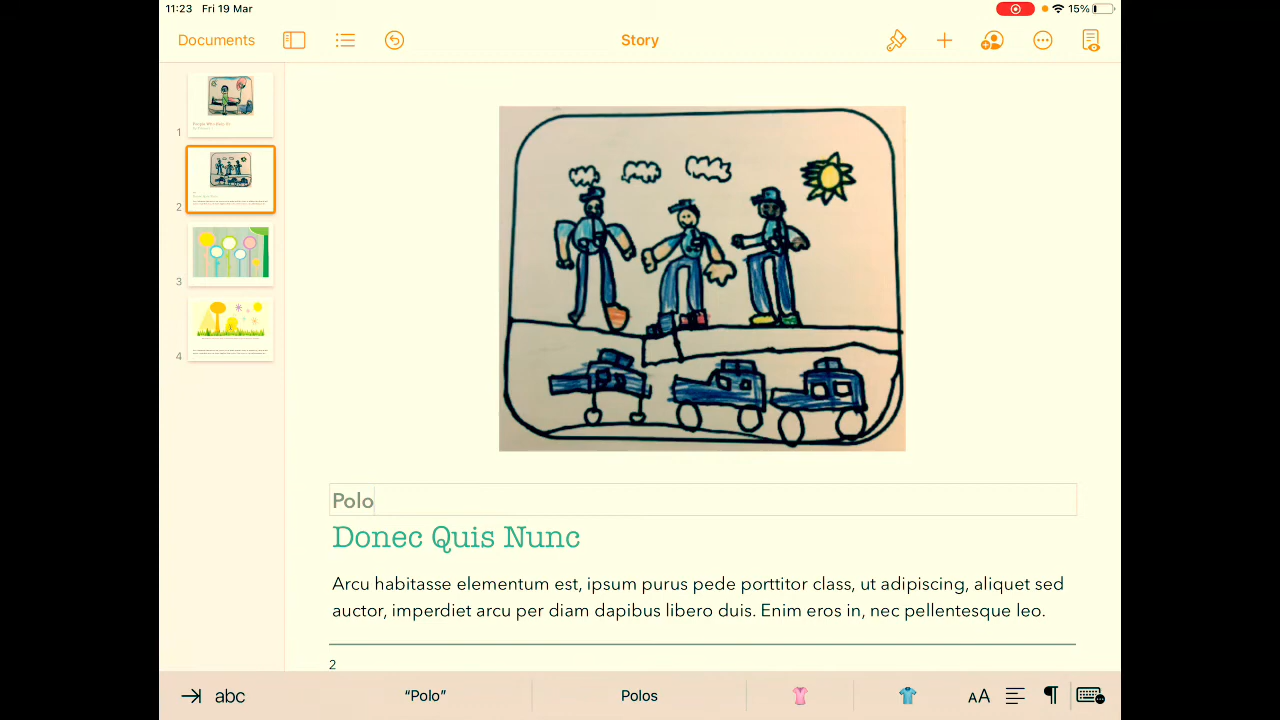 11:23 Fri 19 Mar 15%
Documents Story
1
2
3
4
Polo
Donec Quis Nunc
Arcu habitasse elementum est, ipsum purus pede porttitor class, ut adipiscing, aliquet sed
auctor, imperdiet arcu per diam dapibus libero duis. Enim eros in, nec pellentesque leo.
2
abc "Polo" Polos AA